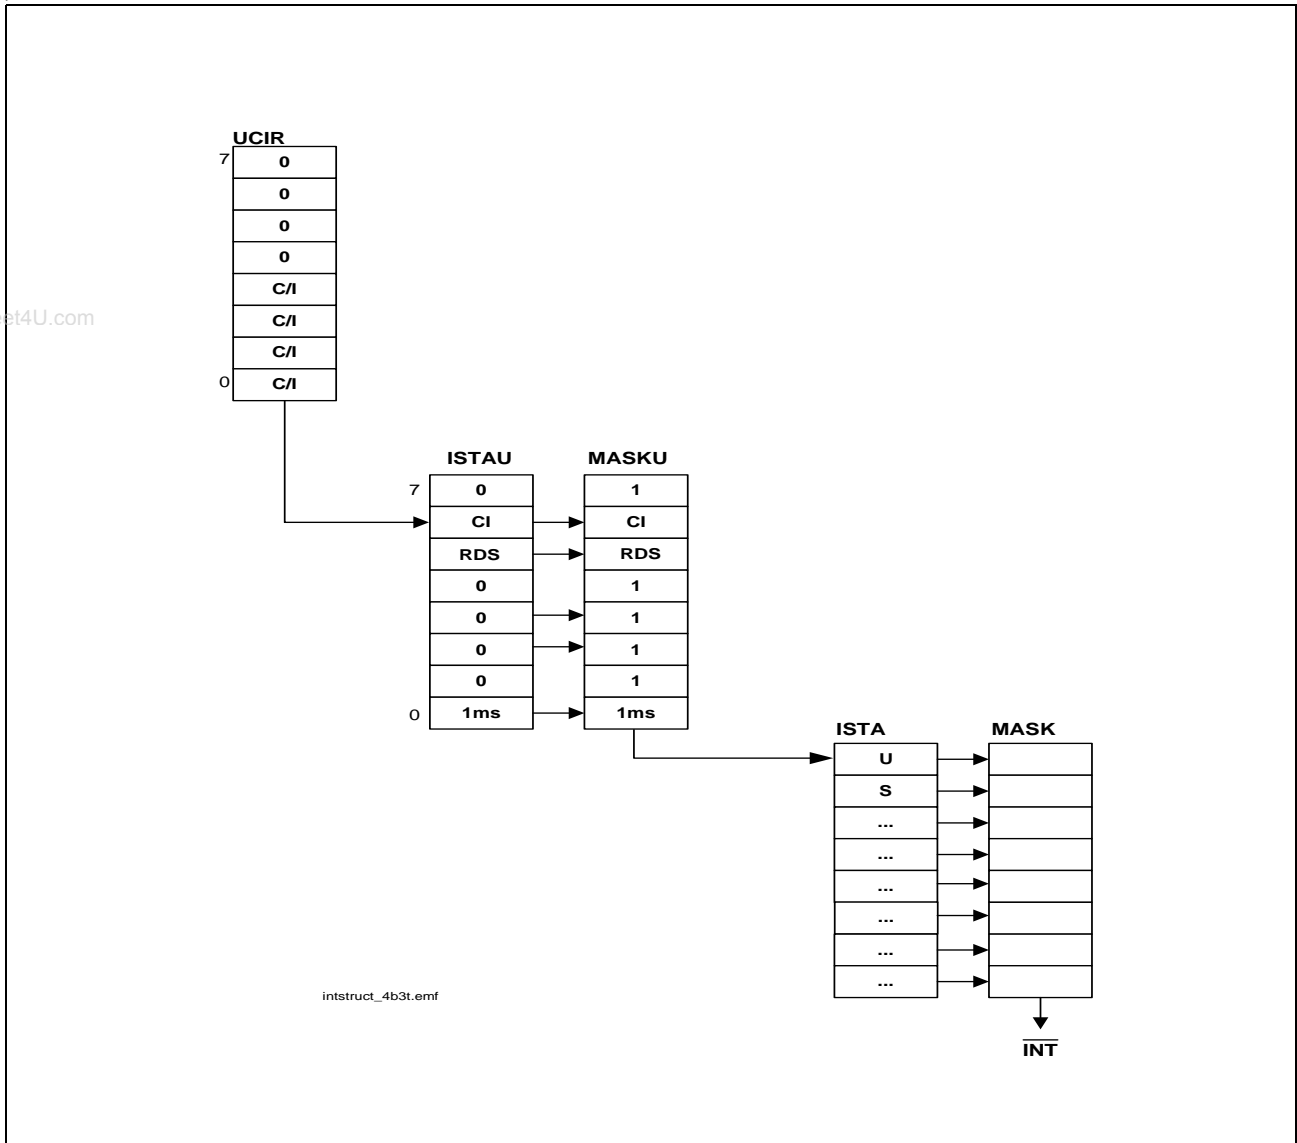 UCIR
7 0
0
0
0
C/I
et4U.com
C/I
C/I
0 C/I
ISTAU MASKU
7 0 1
CI CI
RDS RDS
0 1
0 1
0 1
0 1
0 1ms 1ms
ISTA MASK
U
S
...
...
...
...
...
...
intstruct_4b3t.emf
INT